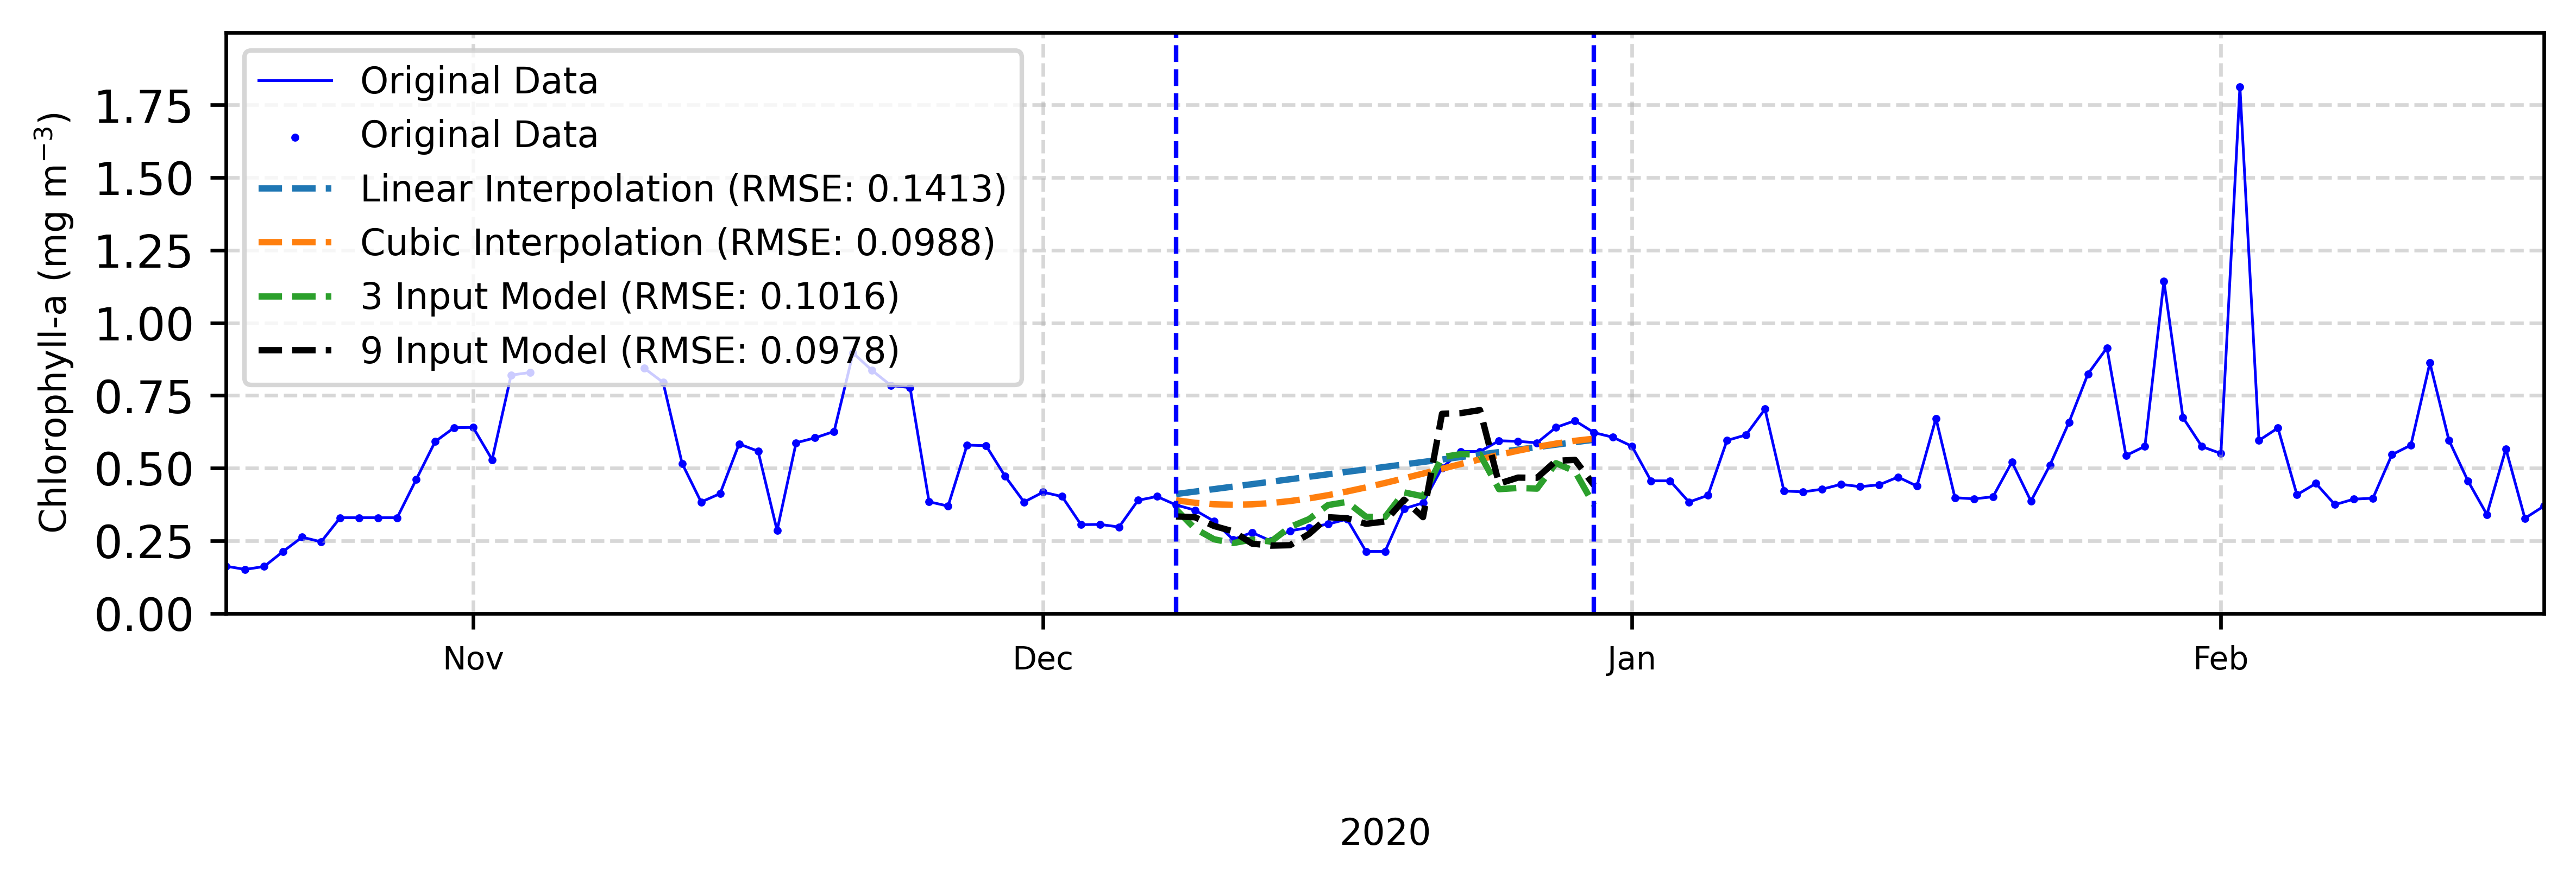 Original Data
Original Data
Linear Interpolation (RMSE: 0.1413)
Cubic Interpolation (RMSE: 0.0988)
3 Input Model (RMSE: 0.1016)
9 Input Model (RMSE: 0.0978)
Chlorophyll-a (mg m⁻³)
1.75
1.50
1.25
1.00
0.75
0.50
0.25
0.00
Nov Dec Jan Feb
2020